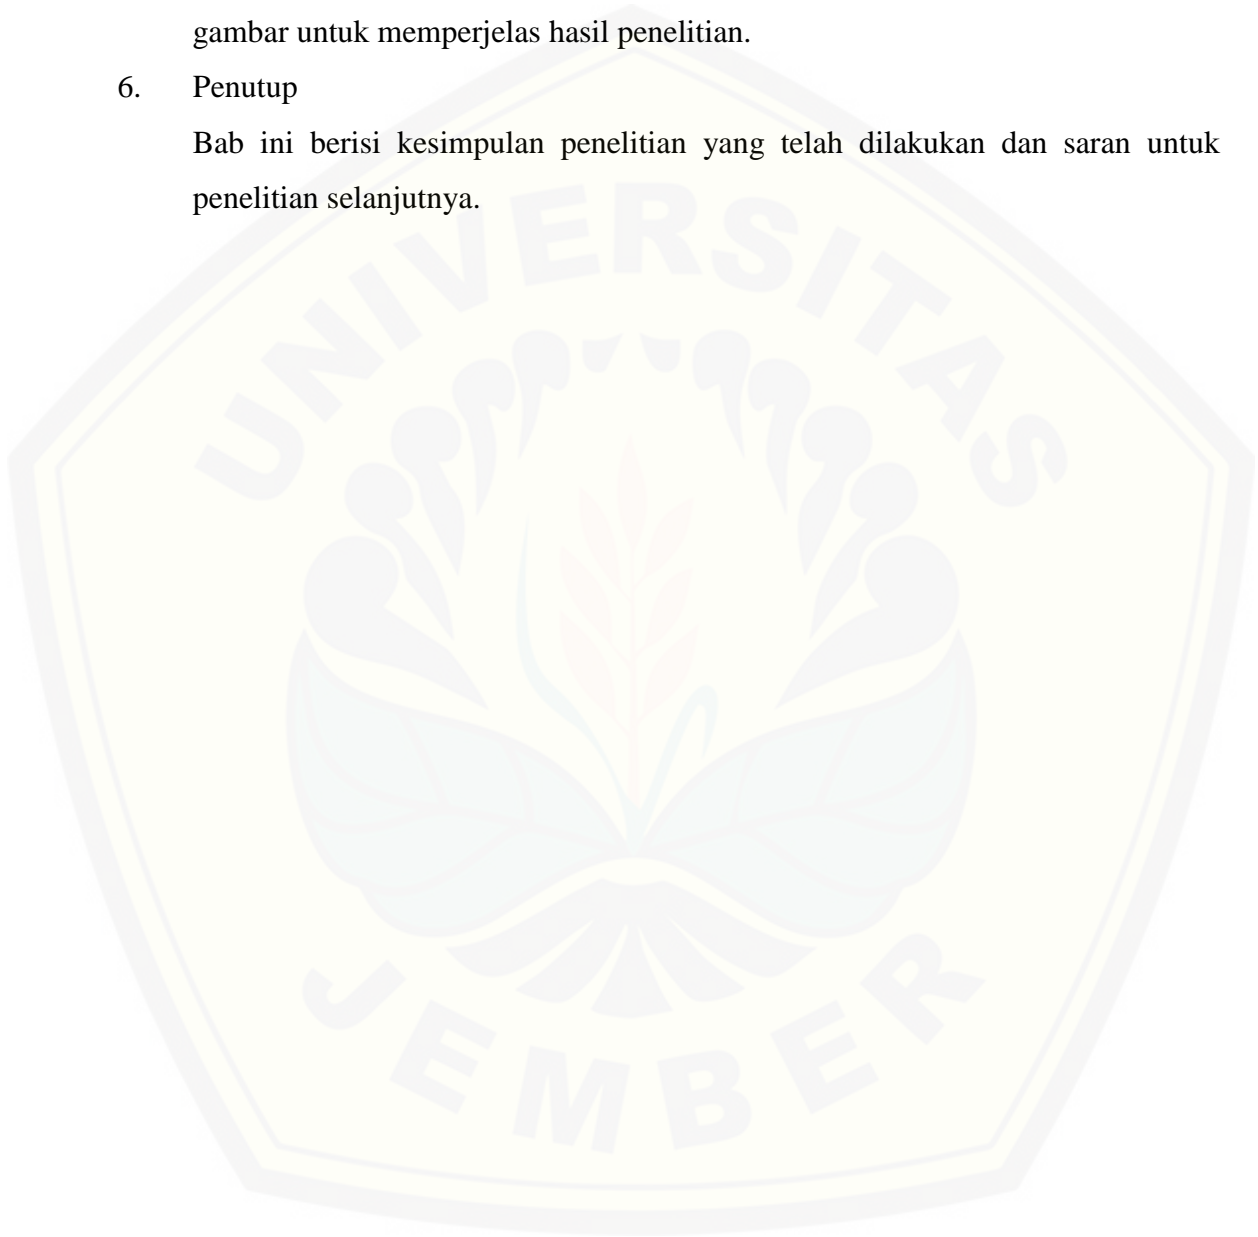 gambar untuk memperjelas hasil penelitian.
6. Penutup
Bab ini berisi kesimpulan penelitian yang telah dilakukan dan saran untuk
penelitian selanjutnya.
UNIVERSITAS
JEMBER